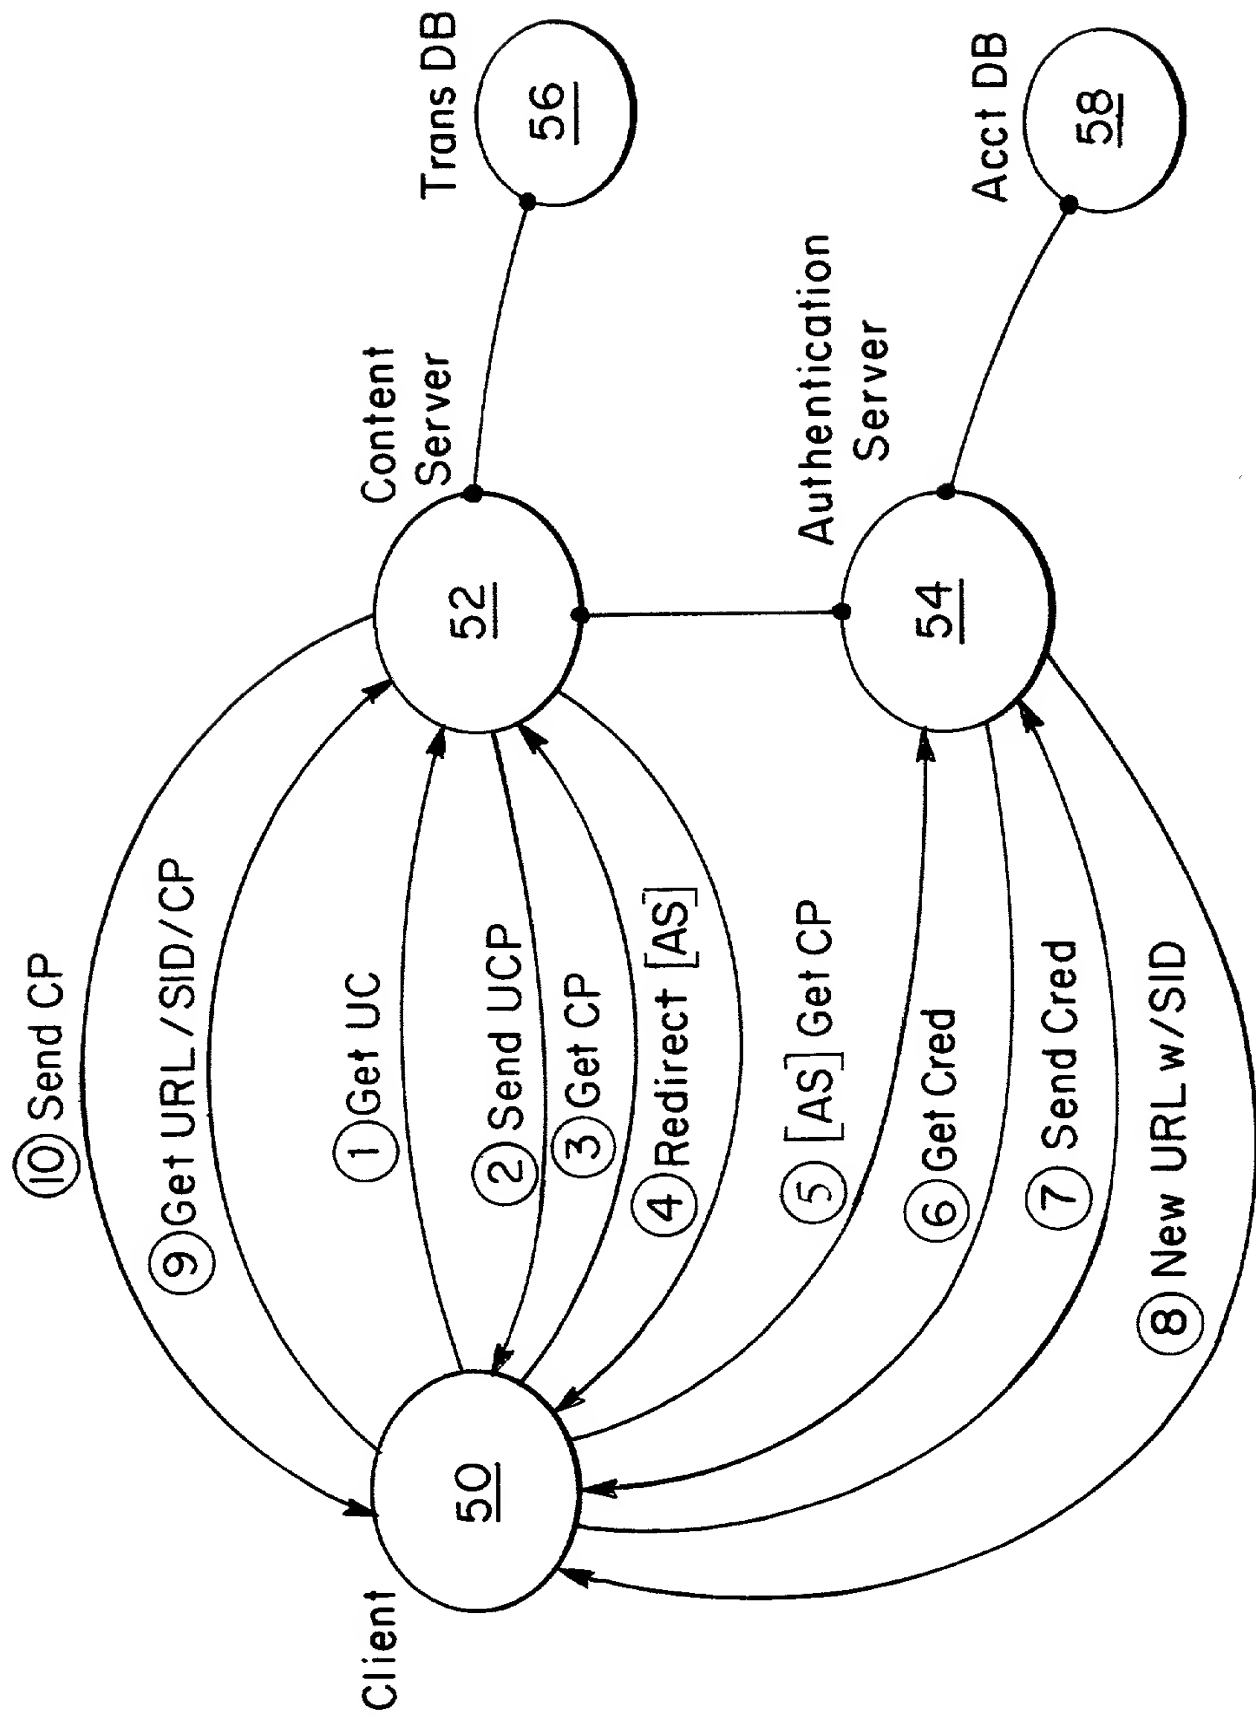 ⑩ Send CP
⑨ Get URL/SID/CP
① Get UC
② Send UCP
③ Get CP
④ Redirect [AS]
⑤ [AS] Get CP
⑥ Get Cred
⑦ Send Cred
⑧ New URL w/SID
Client
50
Content
Server
52
Trans DB
56
Authentication
Server
54
Acct DB
58